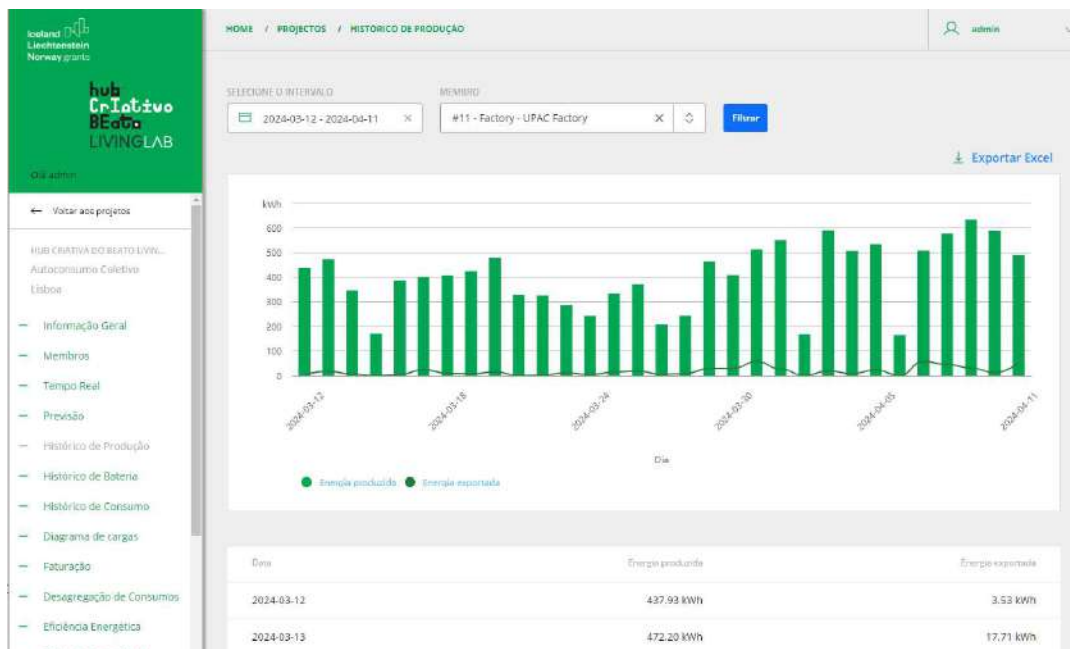 Iceland
Liechtenstein
Norway grants
hub
CrIativo
BEato
LIVINGLAB
Olá admin
← Voltar aos projetos
HUB CRIATIVA DO BEATO LIVIN...
Autoconsumo Coletivo
Lisboa
Informação Geral
Membros
Tempo Real
Previsão
Histórico de Produção
Histórico de Bateria
Histórico de Consumo
Diagrama de cargas
Faturação
Desagregação de Consumos
Eficiência Energética
HOME / PROJECTOS / HISTÓRICO DE PRODUÇÃO
admin
SELECIONE O INTERVALO
MEMBRO
2024-03-12 - 2024-04-11 ×
#11 - Factory - UPAC Factory ×
Filtrar
Exportar Excel
kWh
600
500
400
300
200
100
0
2024-03-12
2024-03-18
2024-03-24
2024-03-30
2024-04-05
2024-04-11
Dia
Energia produzida
Energia exportada
Data Energia produzida Energia exportada
2024-03-12 437.93 kWh 3.53 kWh
2024-03-13 472.20 kWh 17.71 kWh